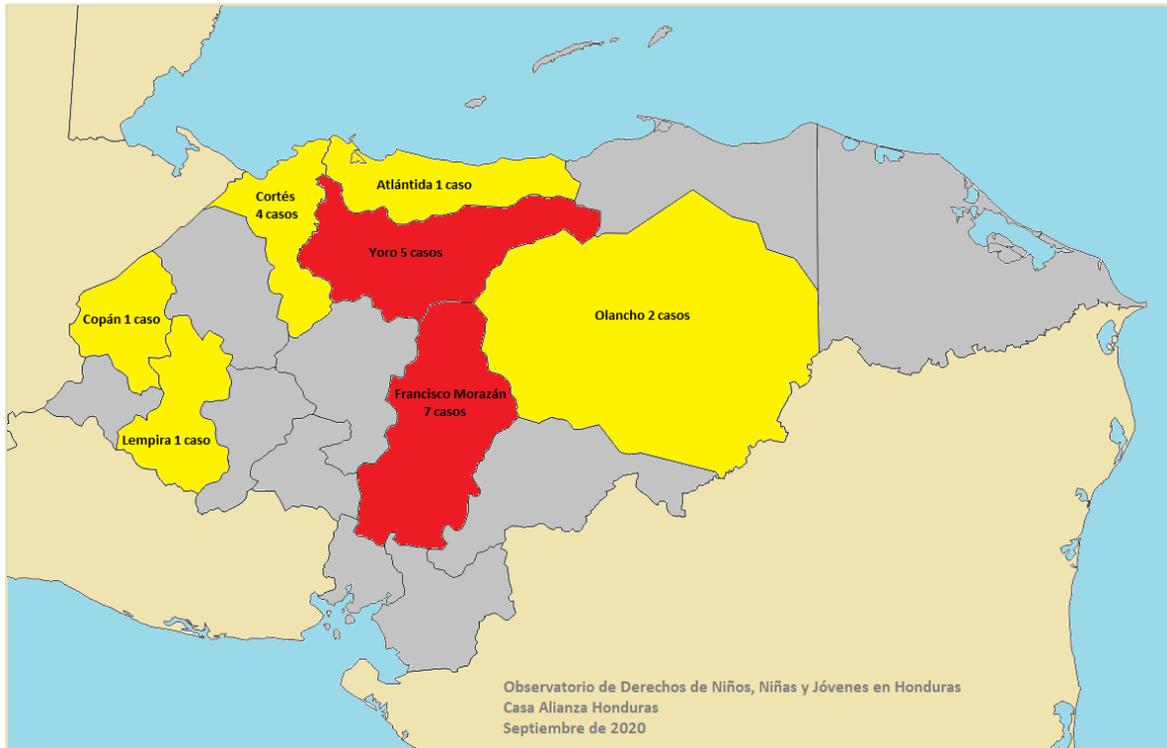 Atlántida 1 caso
Cortés
4 casos
Yoro 5 casos
Olancho 2 casos
Copán 1 caso
Francisco Morazán
7 casos
Lempira 1 caso
Observatorio de Derechos de Niños, Niñas y Jóvenes en Honduras
Casa Alianza Honduras
Septiembre de 2020